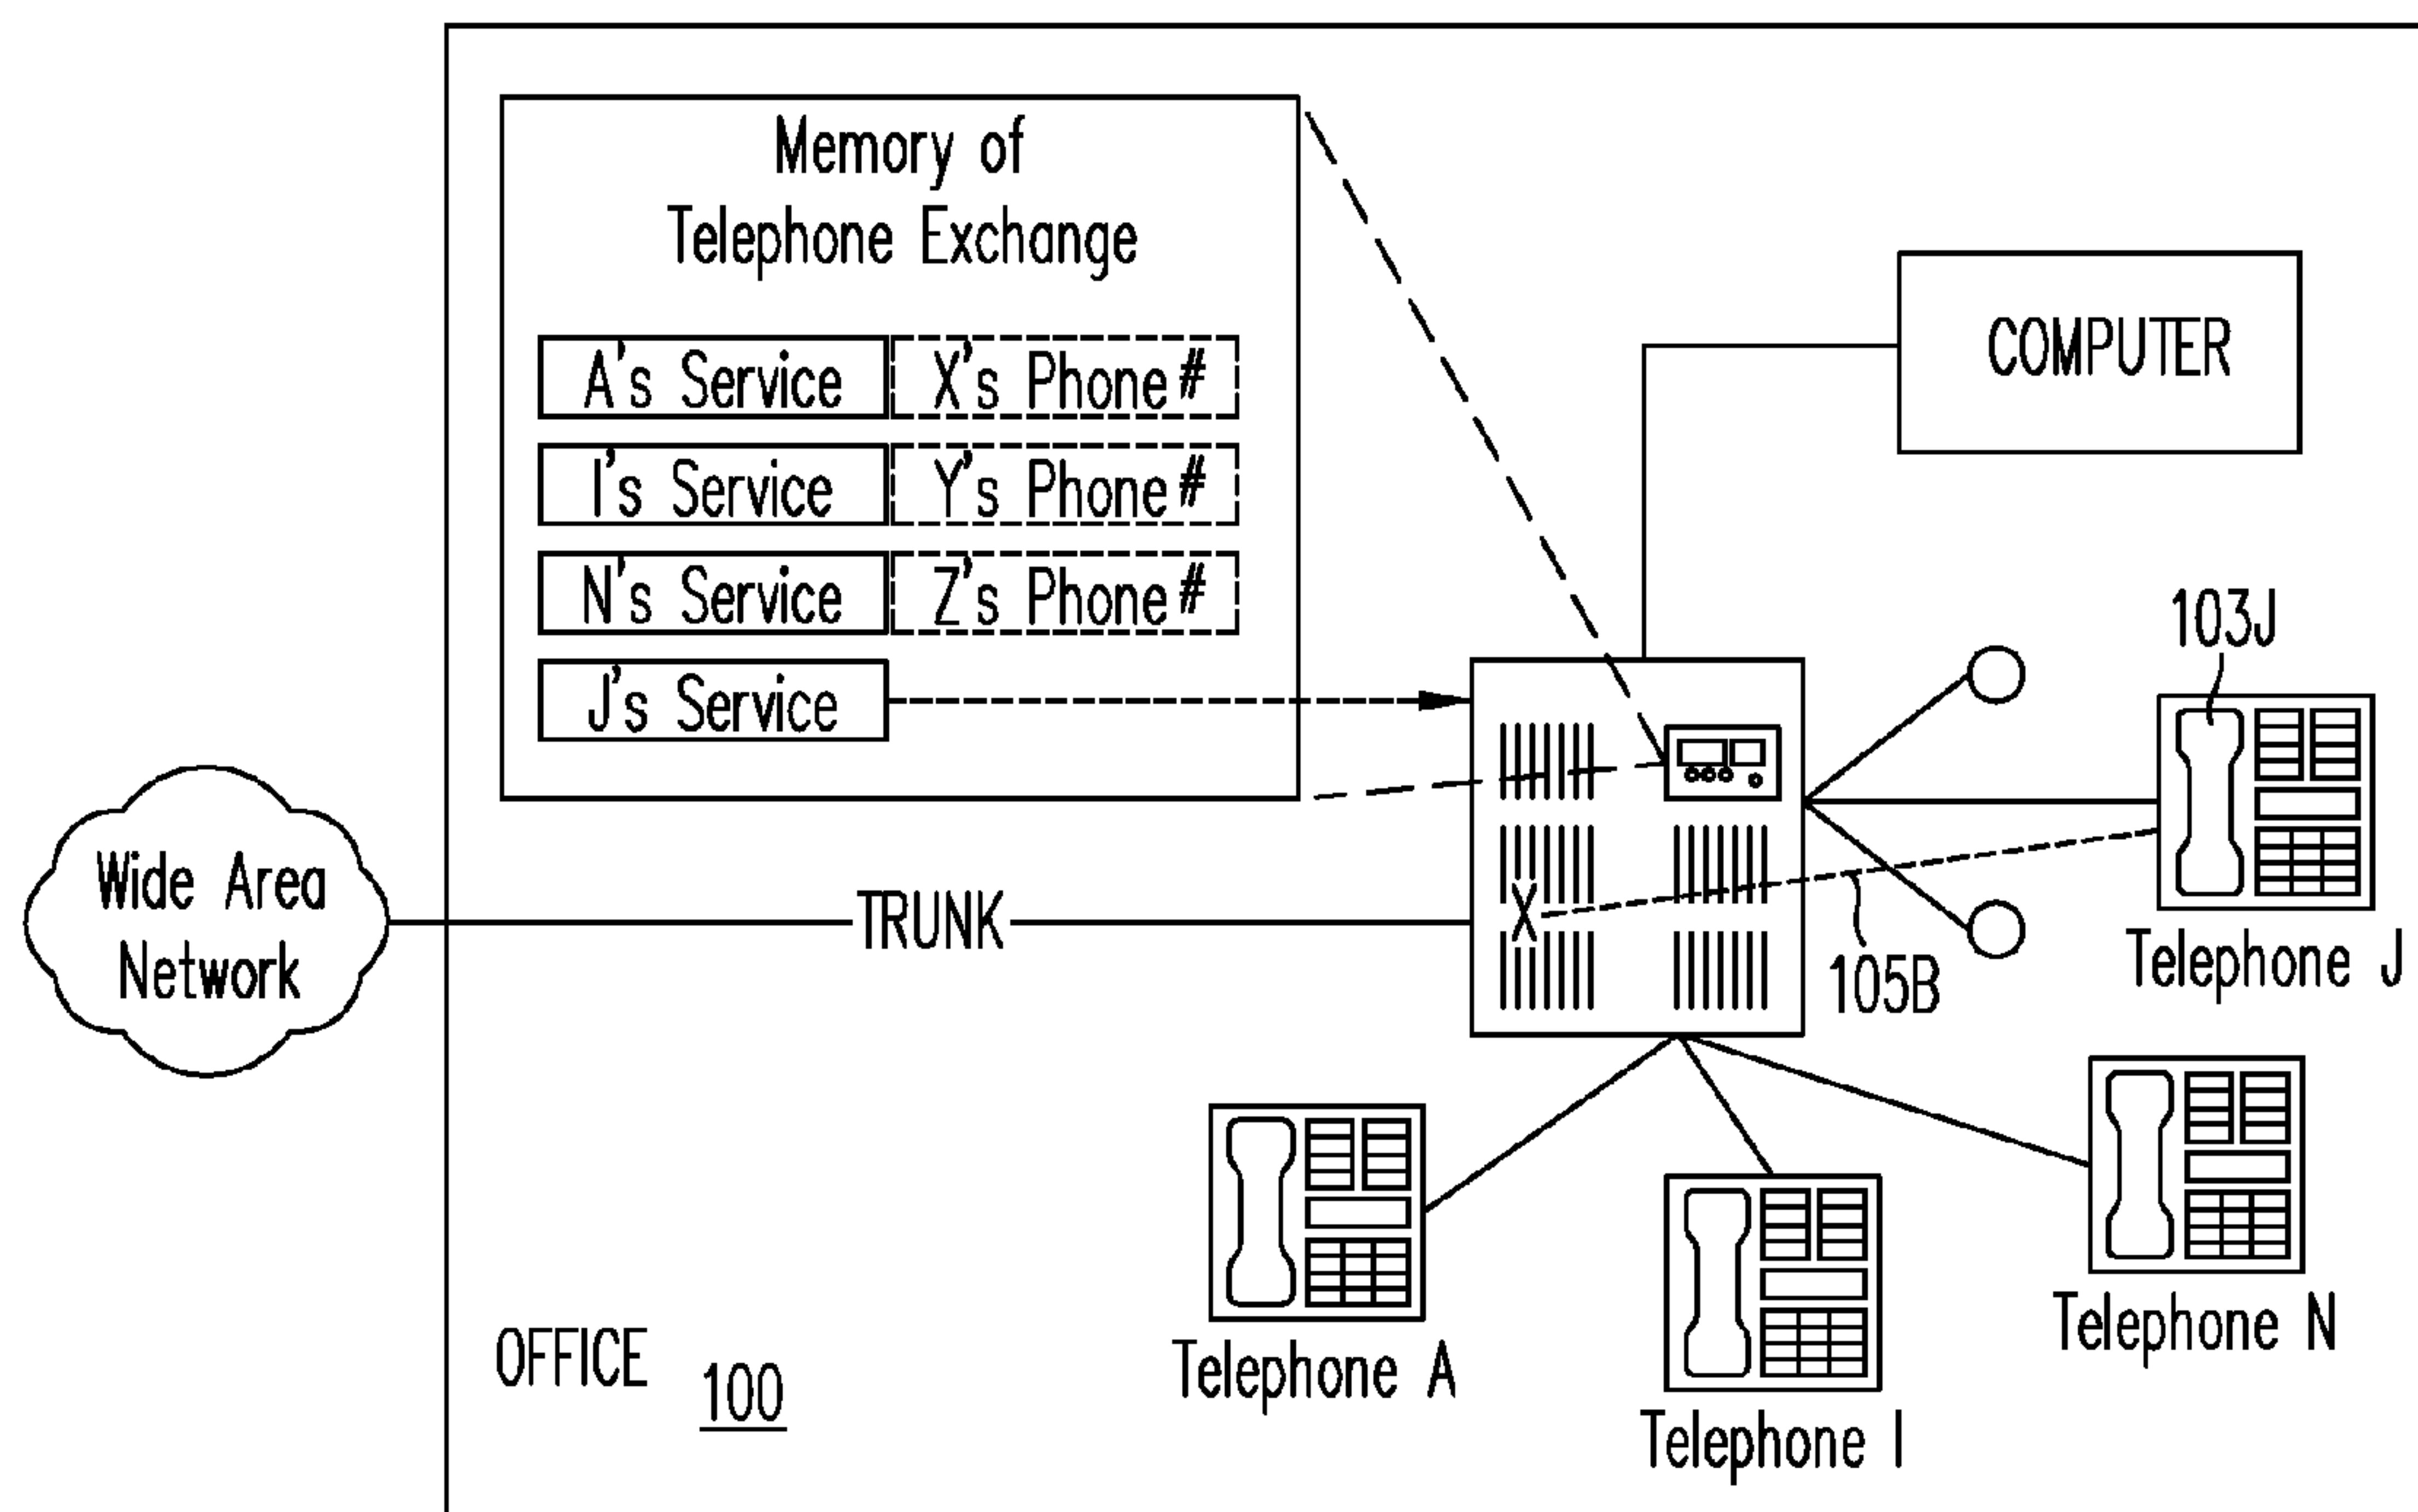 Memory of
Telephone Exchange
A's Service X's Phone #
I's Service Y's Phone #
N's Service Z's Phone #
J's Service
COMPUTER
103J
Telephone J
Wide Area
Network
TRUNK
X
105B
Telephone A
Telephone I
Telephone N
OFFICE 100